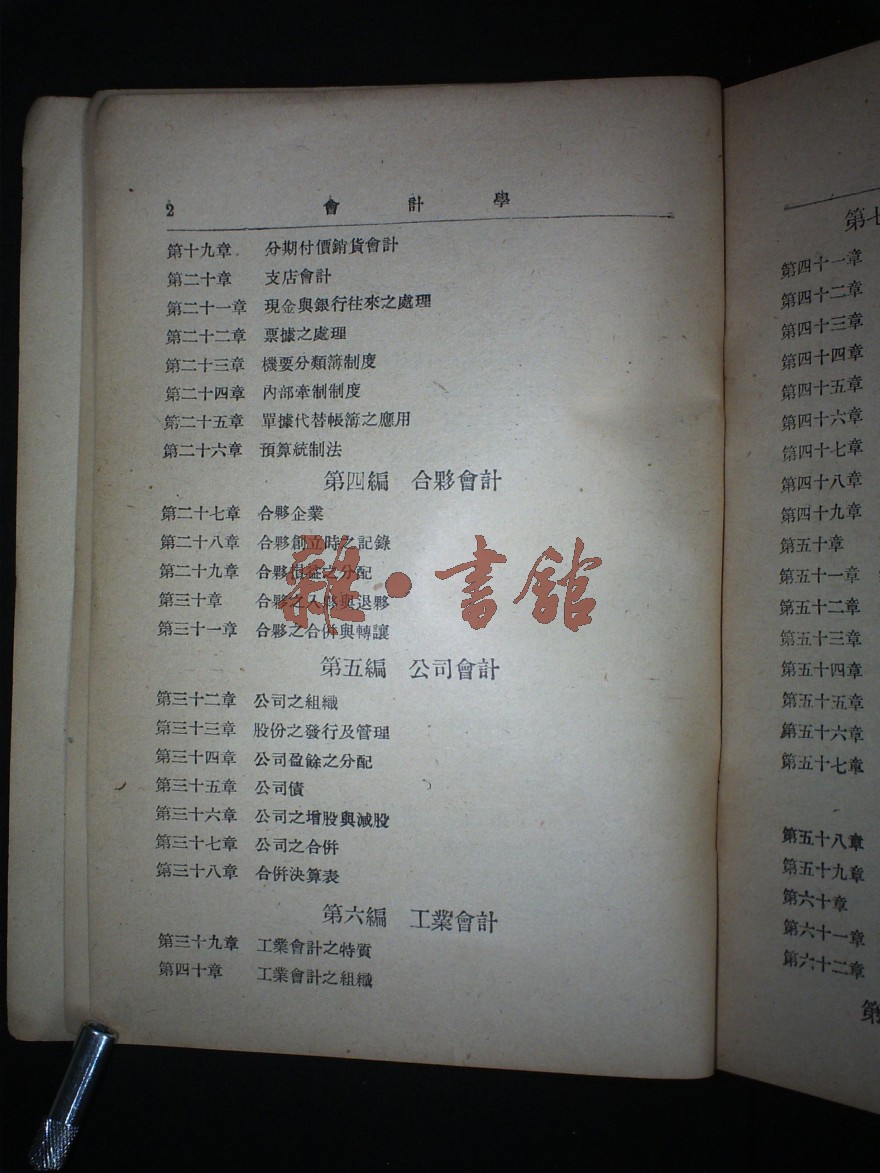 2 會計學
第十九章 分期付價銷貨會計
第二十章 支店會計
第二十一章 現金與銀行往來之處理
第二十二章 票據之處理
第二十三章 機要分類簿制度
第二十四章 內部牽制制度
第二十五章 單據代替帳簿之應用
第二十六章 預算統制法
第四編 合夥會計
第二十七章 合夥企業
第二十八章 合夥創立時之記錄
第二十九章 合夥損益之分配
第三十章 合夥之入夥與退夥
第三十一章 合夥之合併與轉讓
雜·書館
第五編 公司會計
第三十二章 公司之組織
第三十三章 股份之發行及管理
第三十四章 公司盈餘之分配
第三十五章 公司債
第三十六章 公司之增股與減股
第三十七章 公司之合併
第三十八章 合併決算表
第六編 工業會計
第三十九章 工業會計之特質
第四十章 工業會計之組織
第七
第四十一章
第四十二章
第四十三章
第四十四章
第四十五章
第四十六章
第四十七章
第四十八章
第四十九章
第五十章
第五十一章
第五十二章
第五十三章
第五十四章
第五十五章
第五十六章
第五十七章
第五十八章
第五十九章
第六十章
第六十一章
第六十二章
第